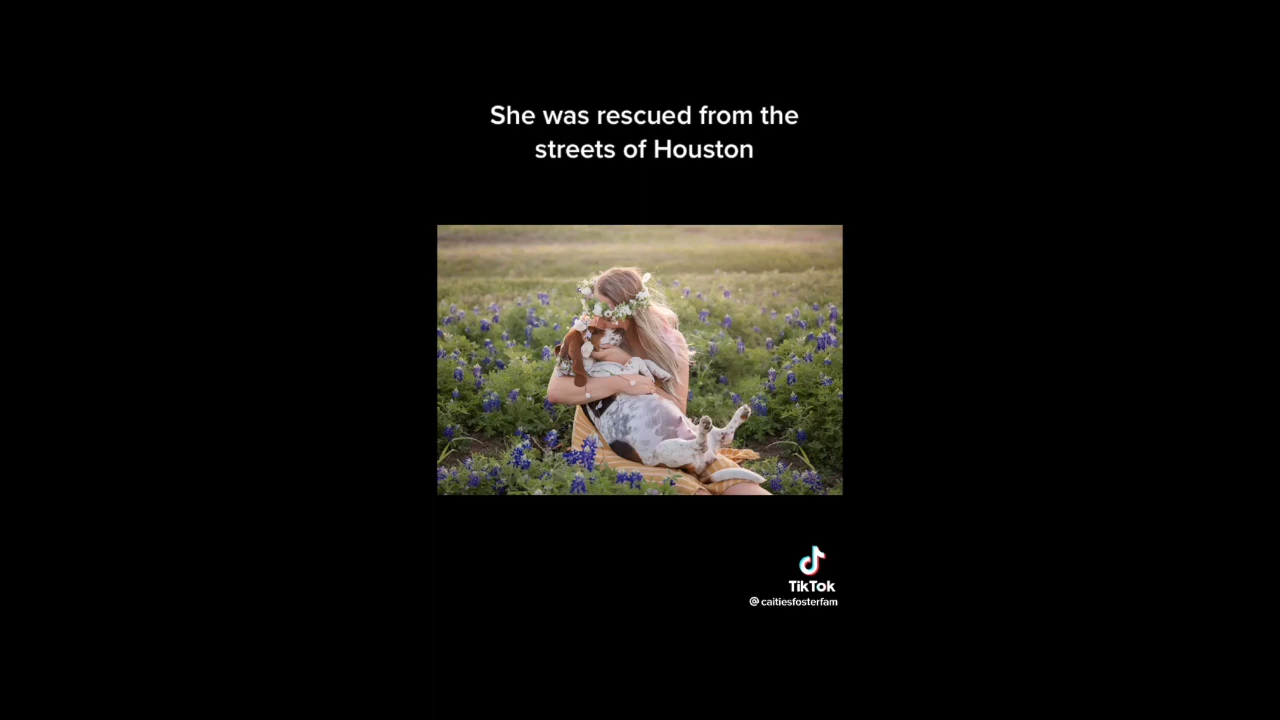 She was rescued from the
streets of Houston
TikTok
@caitiesfosterfam